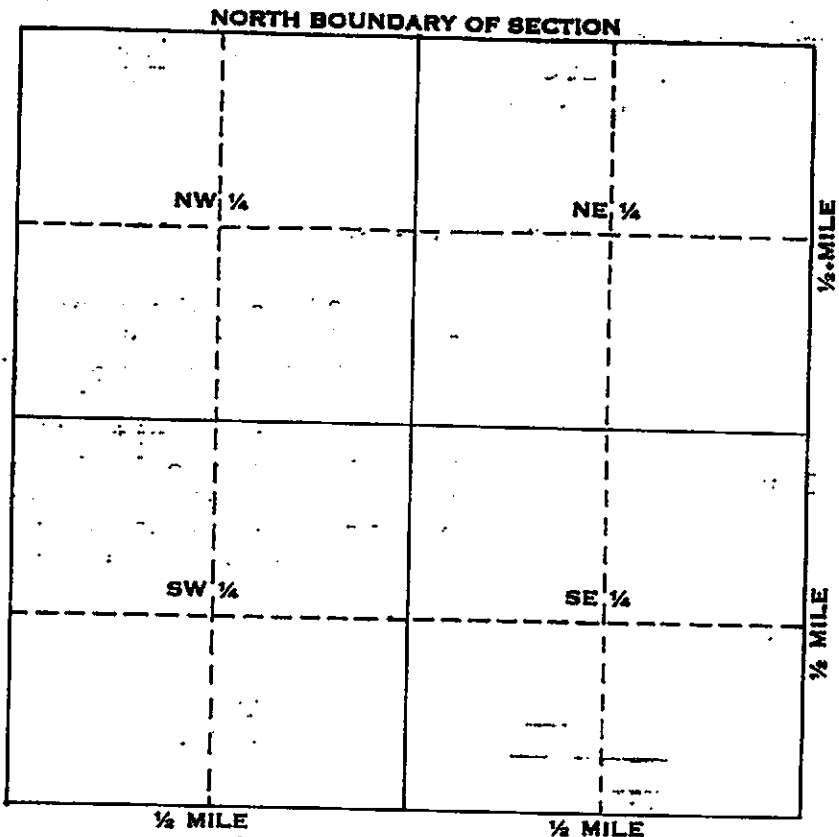 NORTH BOUNDARY OF SECTION
NW ¼
NE ¼
½ MILE
SW ¼
SE ¼
½ MILE
½ MILE
½ MILE